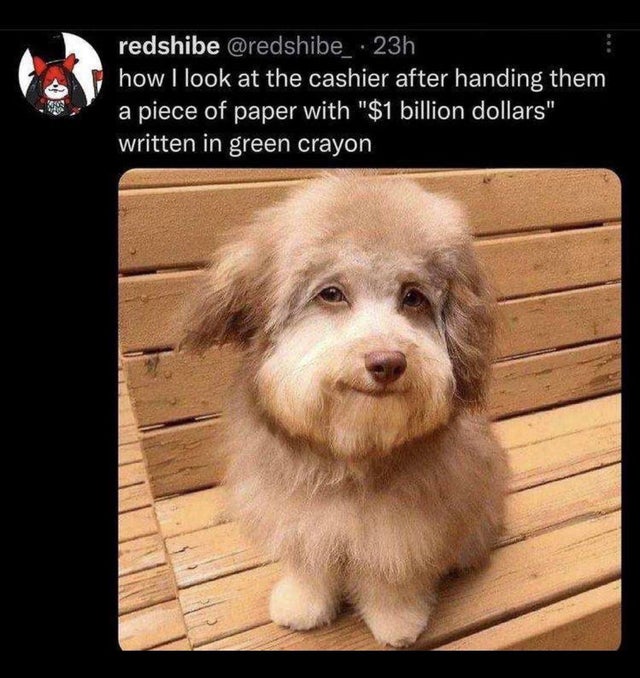 redshibe @redshibe_ · 23h
how I look at the cashier after handing them
a piece of paper with "$1 billion dollars"
written in green crayon